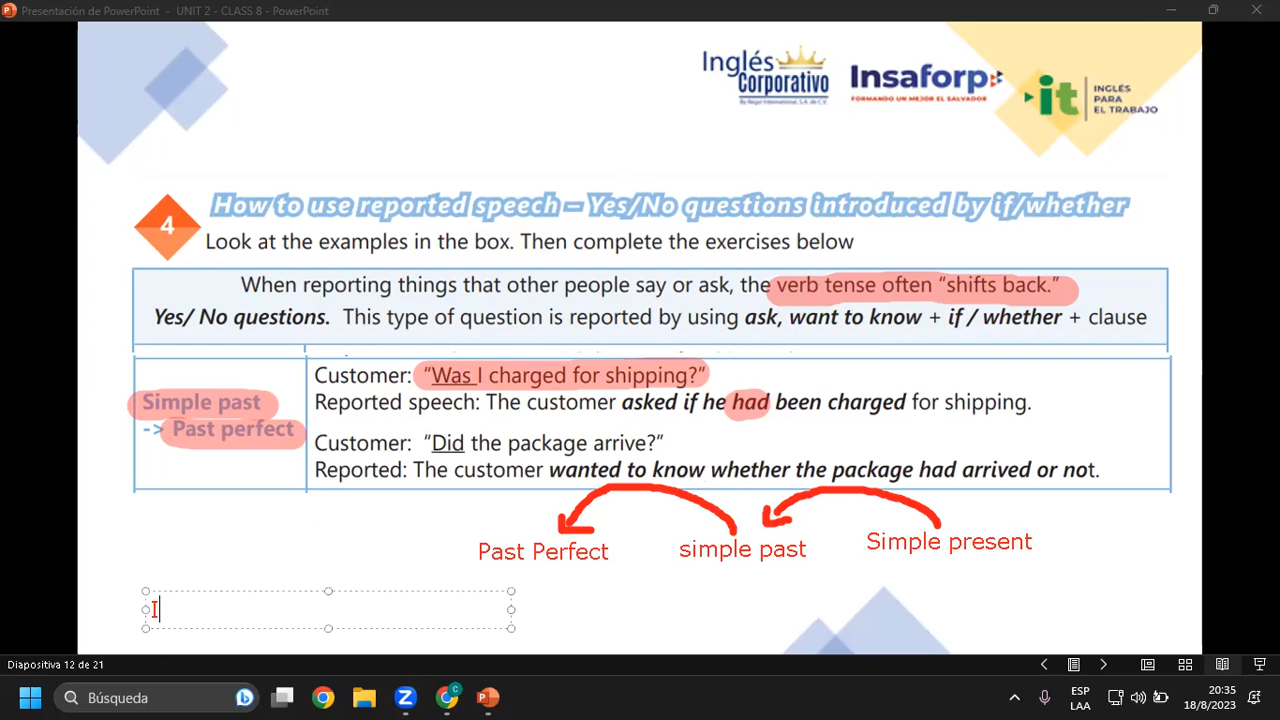 Presentación de PowerPoint - UNIT 2 - CLASS 8 - PowerPoint
Inglés
Corporativo
By Regal International, S.A. de C.V.
Insaforp
FORMANDO UN MEJOR EL SALVADOR
it
INGLÉS
PARA
EL TRABAJO
4
How to use reported speech – Yes/No questions introduced by if/whether
Look at the examples in the box. Then complete the exercises below
When reporting things that other people say or ask, the verb tense often “shifts back.”
Yes/ No questions. This type of question is reported by using ask, want to know + if / whether + clause
Simple past
-> Past perfect
Customer: “Was I charged for shipping?”
Reported speech: The customer asked if he had been charged for shipping.
Customer: “Did the package arrive?”
Reported: The customer wanted to know whether the package had arrived or not.
Past Perfect
simple past
Simple present
Diapositiva 12 de 21
Búsqueda
ESP
LAA
20:35
18/8/2023